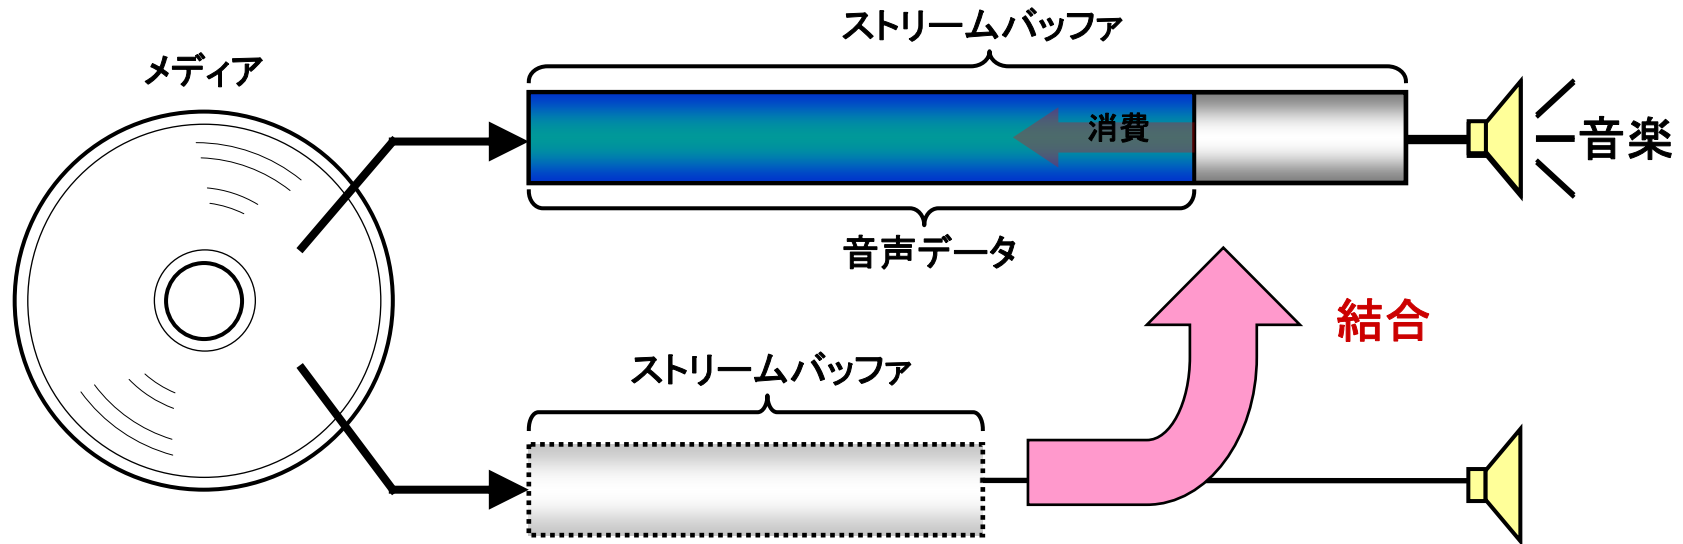 ストリームバッファ
メディア
消費
音楽
音声データ
結合
ストリームバッファ